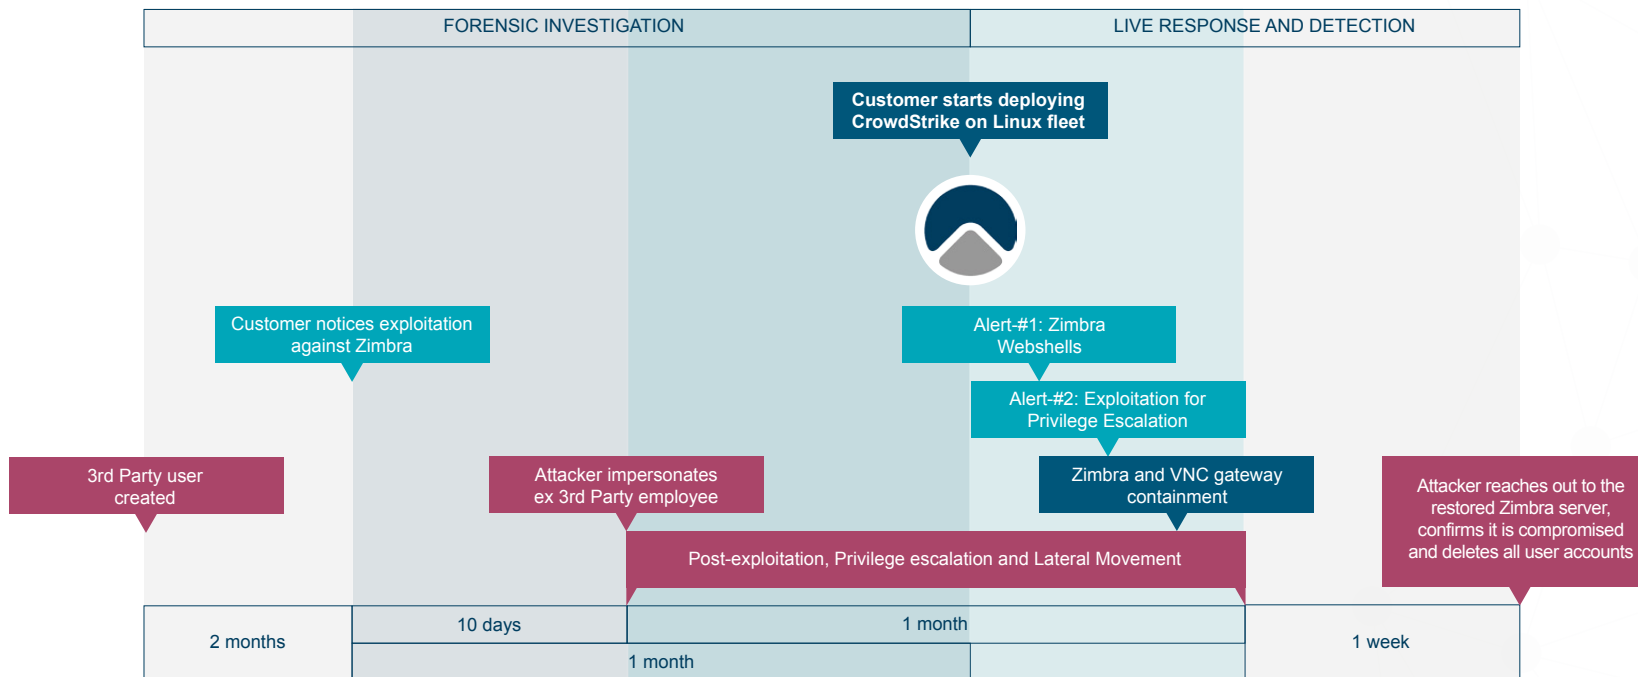 FORENSIC INVESTIGATION
LIVE RESPONSE AND DETECTION
Customer starts deploying
CrowdStrike on Linux fleet
Customer notices exploitation
against Zimbra
Alert-#1: Zimbra
Webshells
Alert-#2: Exploitation for
Privilege Escalation
3rd Party user
created
Attacker impersonates
ex 3rd Party employee
Zimbra and VNC gateway
containment
Attacker reaches out to the
restored Zimbra server,
confirms it is compromised
and deletes all user accounts
Post-exploitation, Privilege escalation and Lateral Movement
2 months
10 days
1 month
1 month
1 week